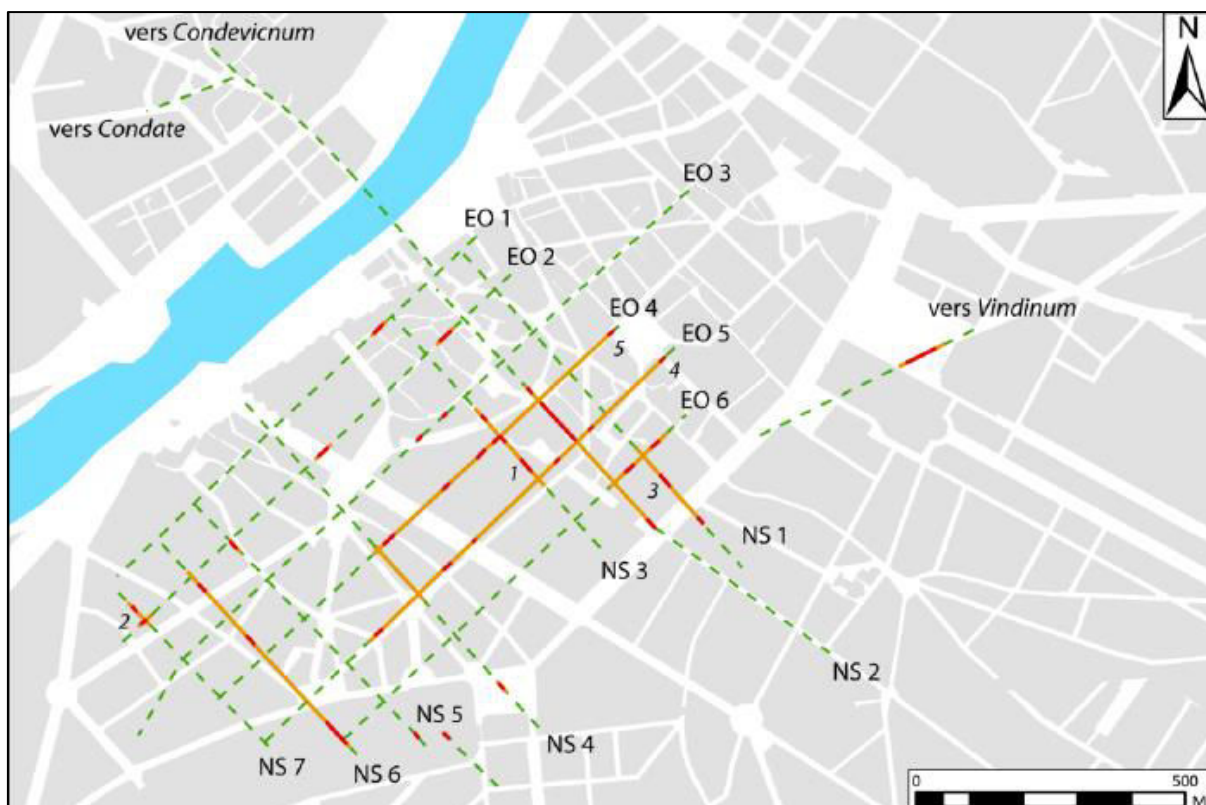 vers Condevicnum
N
vers Condate
EO 3
EO 1
EO 2
EO 4
vers Vindinum
5
EO 5
4
EO 6
1
3
NS 1
NS 3
2
NS 2
NS 5
NS 4
NS 7
NS 6
0 500
M